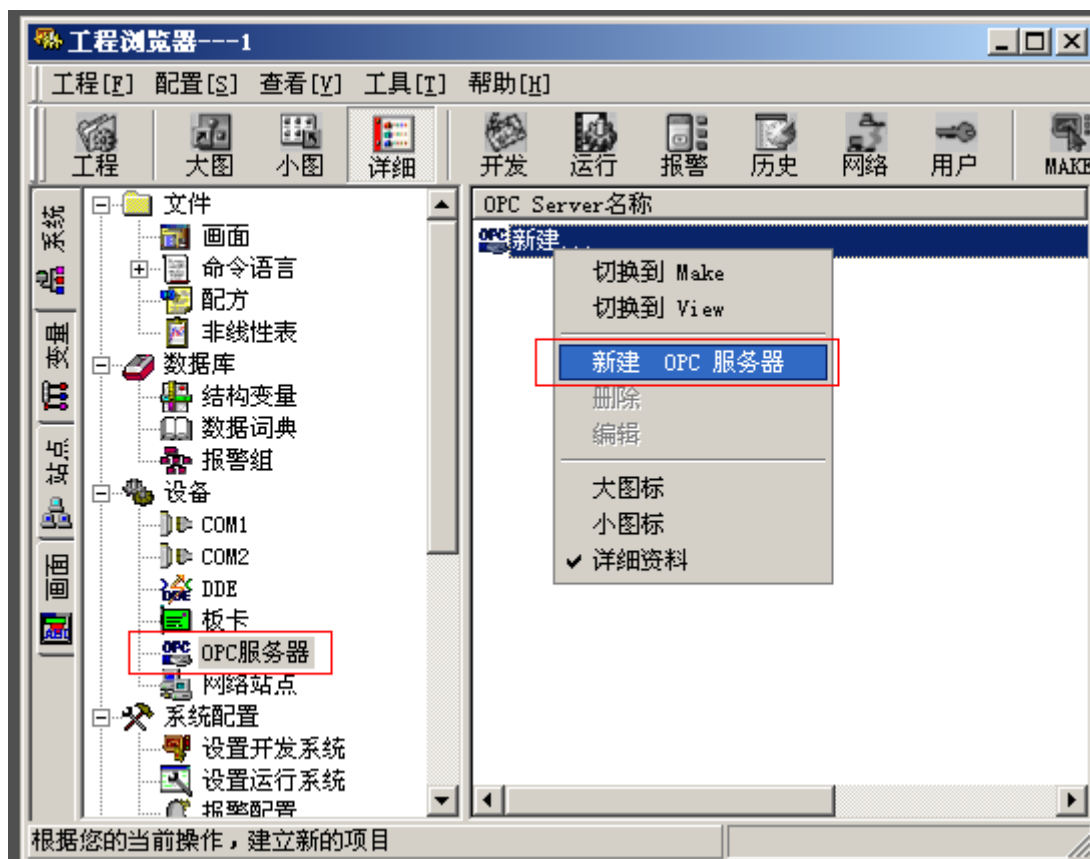 工程浏览器---1
工程[F] 配置[S] 查看[V] 工具[T] 帮助[H]
工程 大图 小图 详细 开发 运行 报警 历史 网络 用户 MAKE
系统
变量
站点
画面
文件
画面
命令语言
配方
非线性表
数据库
结构变量
数据词典
报警组
设备
COM1
COM2
DDE
板卡
OPC服务器
网络站点
系统配置
设置开发系统
设置运行系统
报警配置
OPC Server名称
新建...
切换到 Make
切换到 View
新建 OPC 服务器
删除
编辑
大图标
小图标
详细资料
根据您的当前操作，建立新的项目